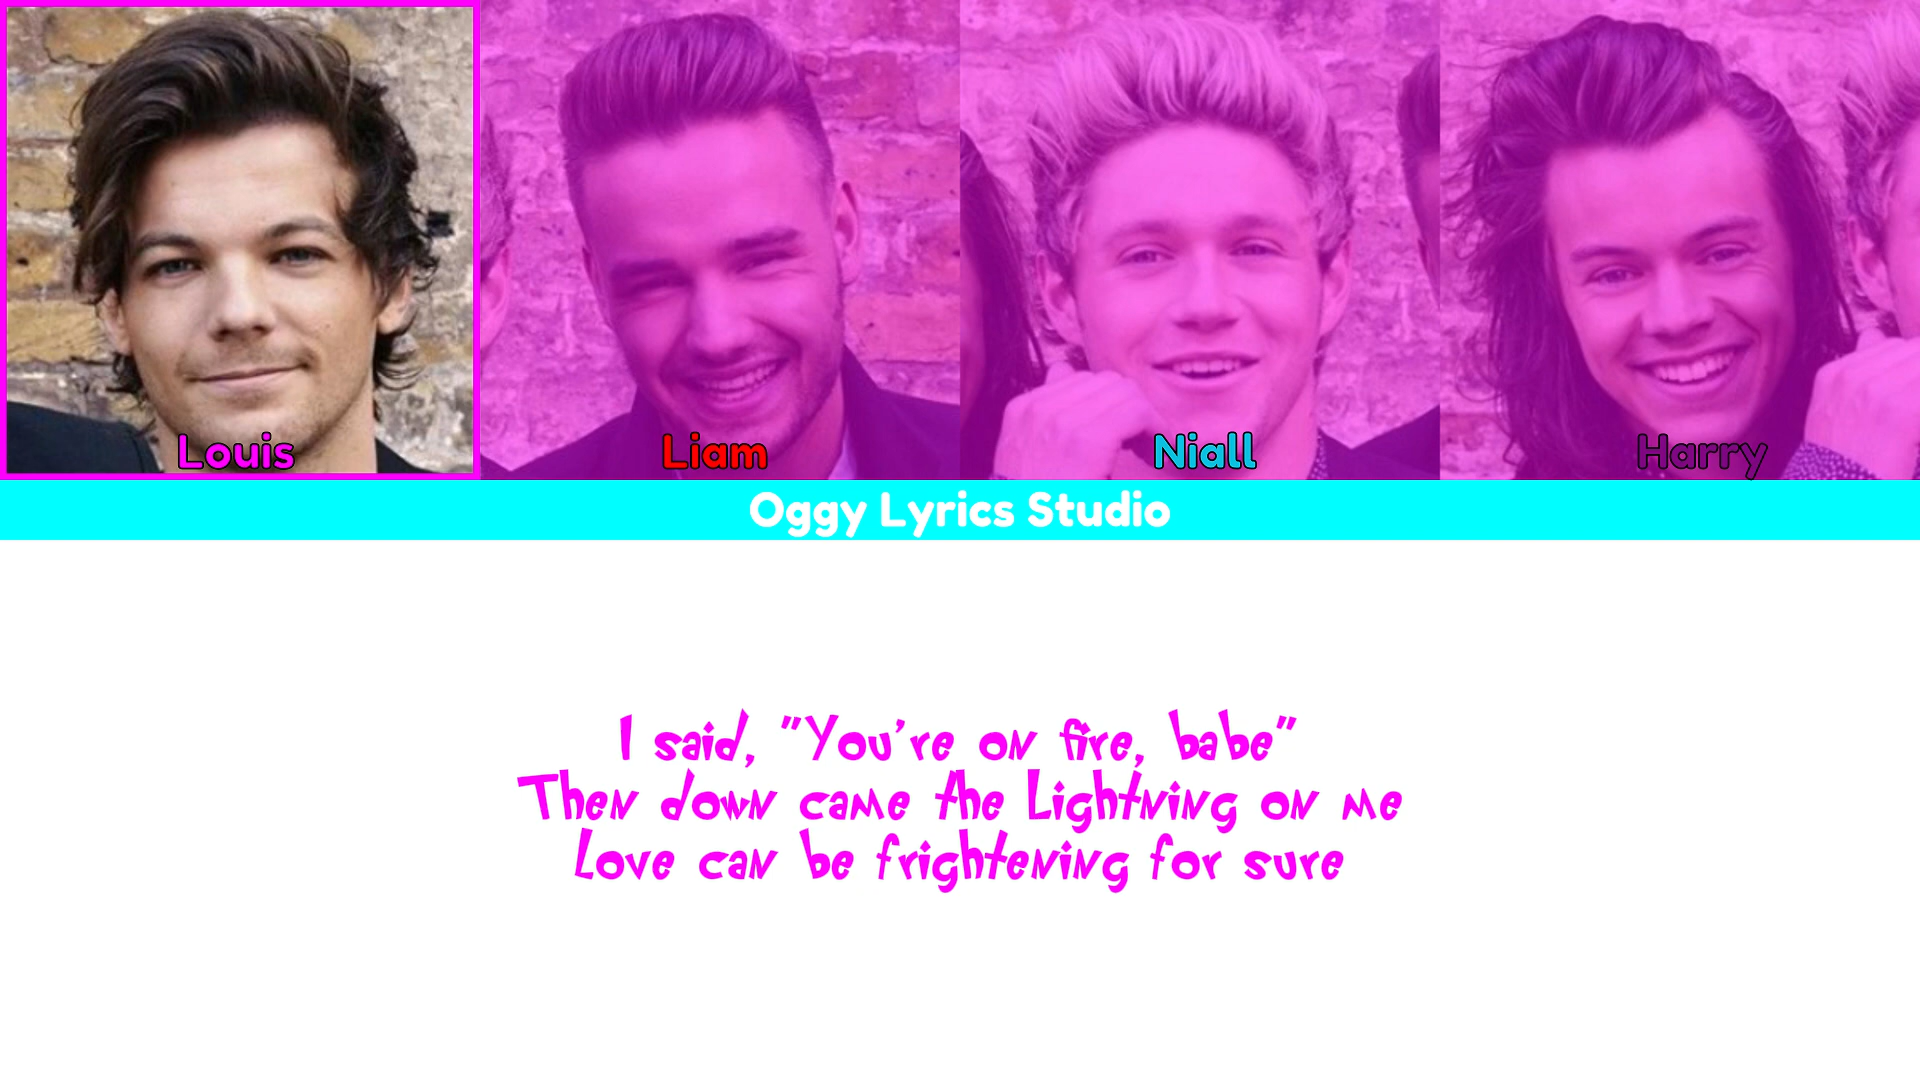 Louis Liam Niall Harry
Oggy Lyrics Studio
I said, "You're on fire, babe"
Then down came the Lightning on me
Love can be frightening for sure